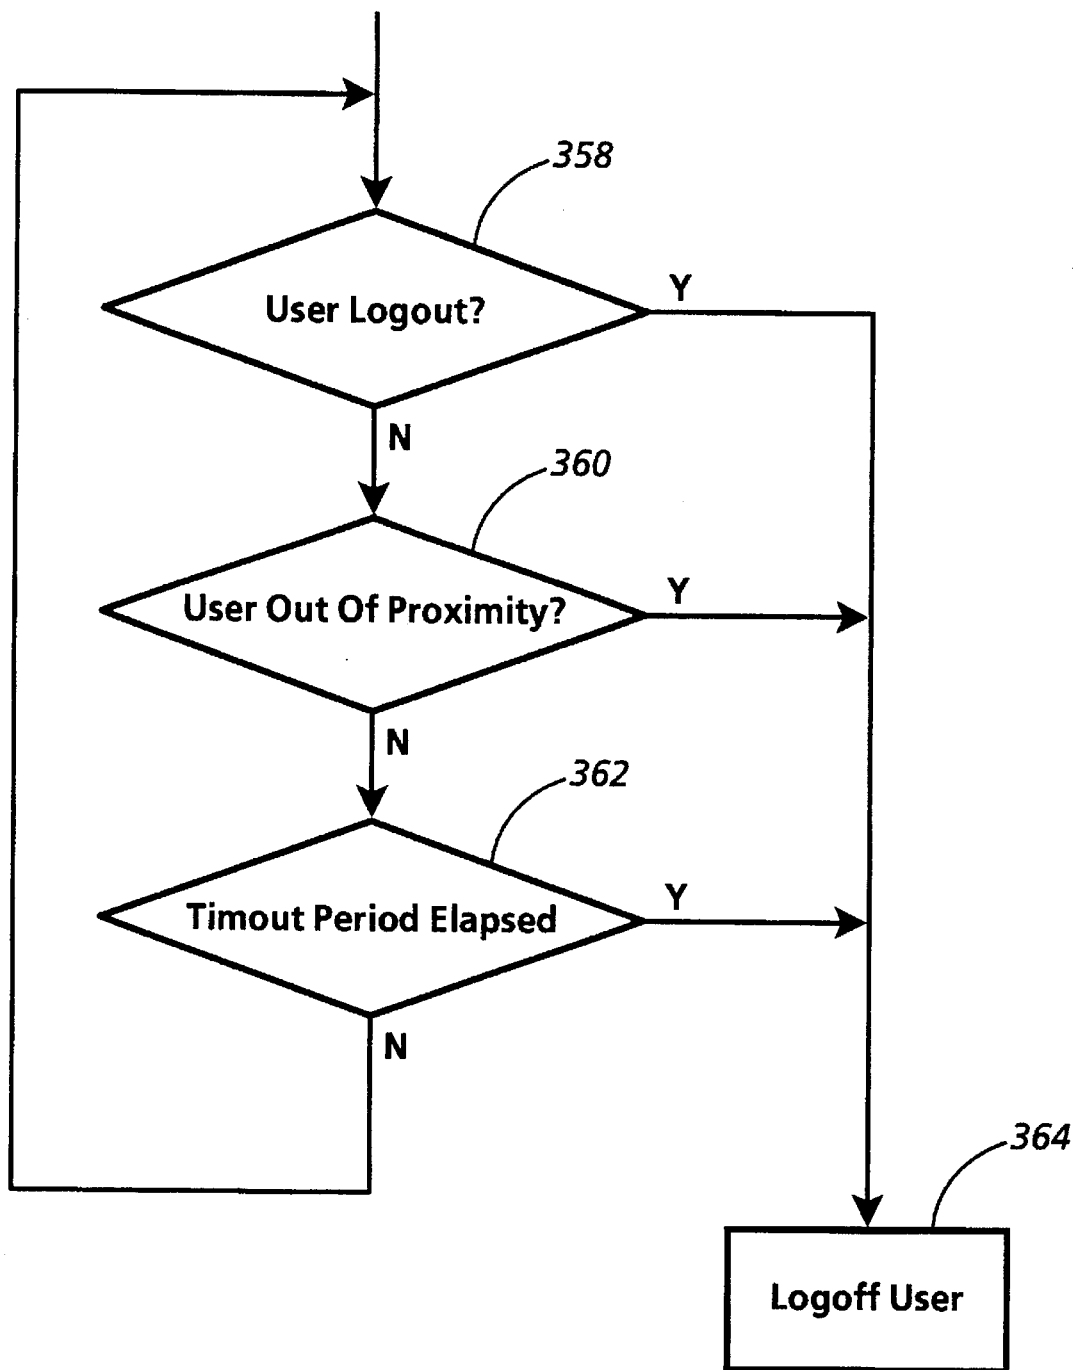 358
User Logout?
Y
N
360
User Out Of Proximity?
Y
N
362
Timout Period Elapsed
Y
N
364
Logoff User